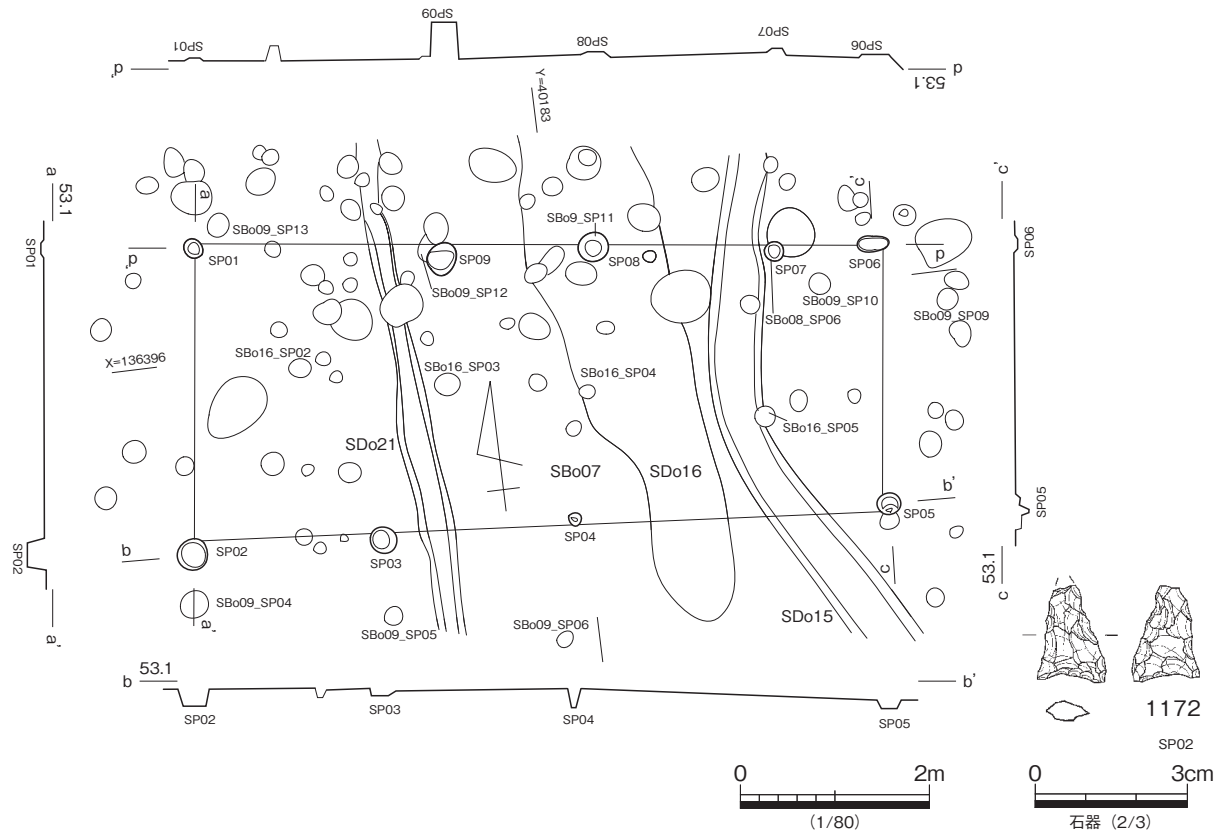 SP09
SP01
SP08
SP07
SP06
d'
d
53.1
Y=40183
a
53.1
a
c'
c'
SBo09_SP13
SBo9_SP11
SP01
d'
SP01
SP09
SP08
SP07
SP06
d
SP06
SBo09_SP12
SBo09_SP10
SBo08_SP06
SBo09_SP09
X=136396
SBo16_SP02
SBo16_SP03
SBo16_SP04
SBo16_SP05
SDo21
SBo07
SDo16
b'
SP05
SP05
SP04
SP02
b
SP02
SP03
c
53.1
c
SBo09_SP04
a'
a'
SBo09_SP05
SBo09_SP06
SDo15
53.1
b
b'
SP02
SP03
SP04
SP05
1172
SP02
0 2m
(1/80)
0 3cm
石器 (2/3)